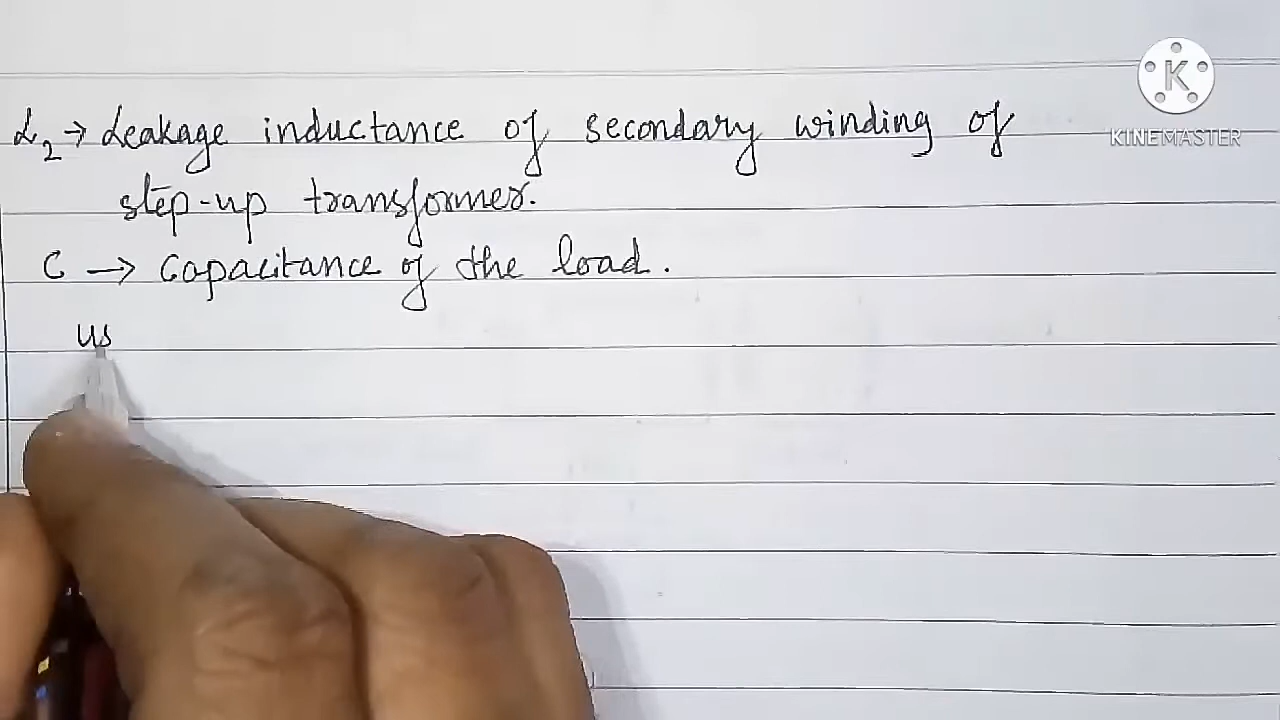 L₂ → Leakage inductance of secondary winding of
step-up transformer.
C → Capacitance of the load.
us
K
KINEMASTER